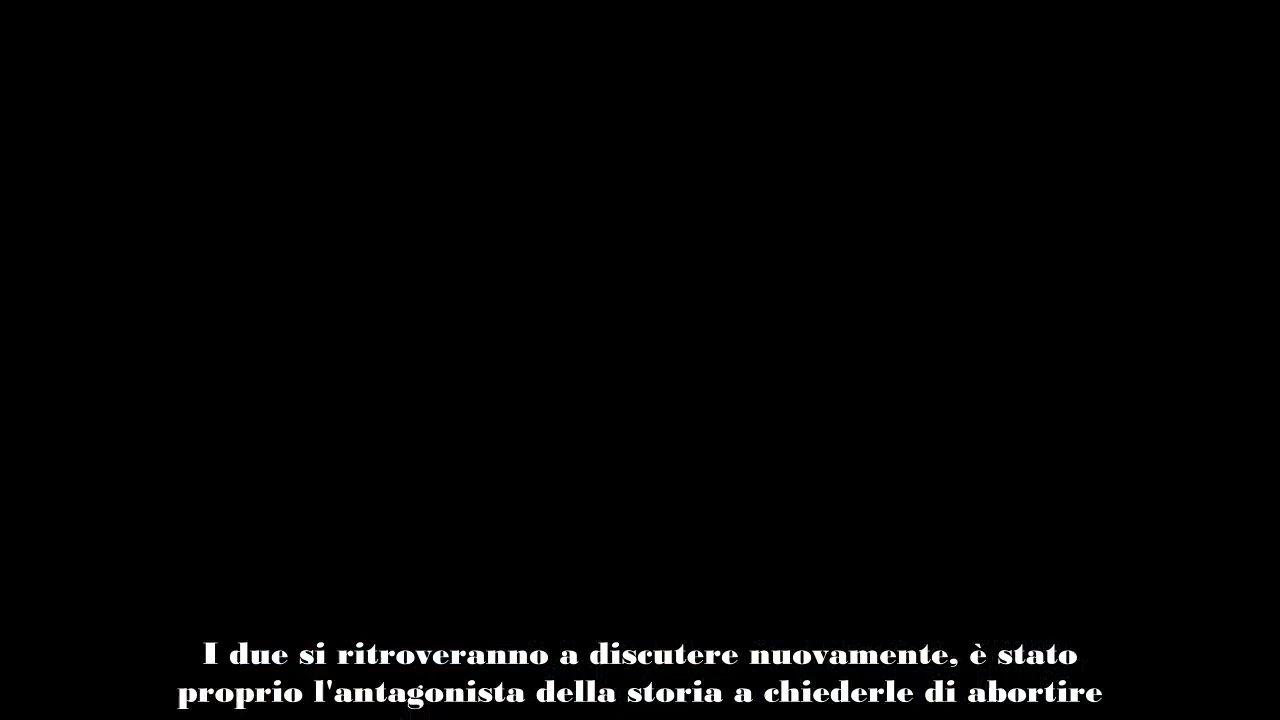 I due si ritroveranno a discutere nuovamente, è stato
proprio l'antagonista della storia a chiederle di abortire